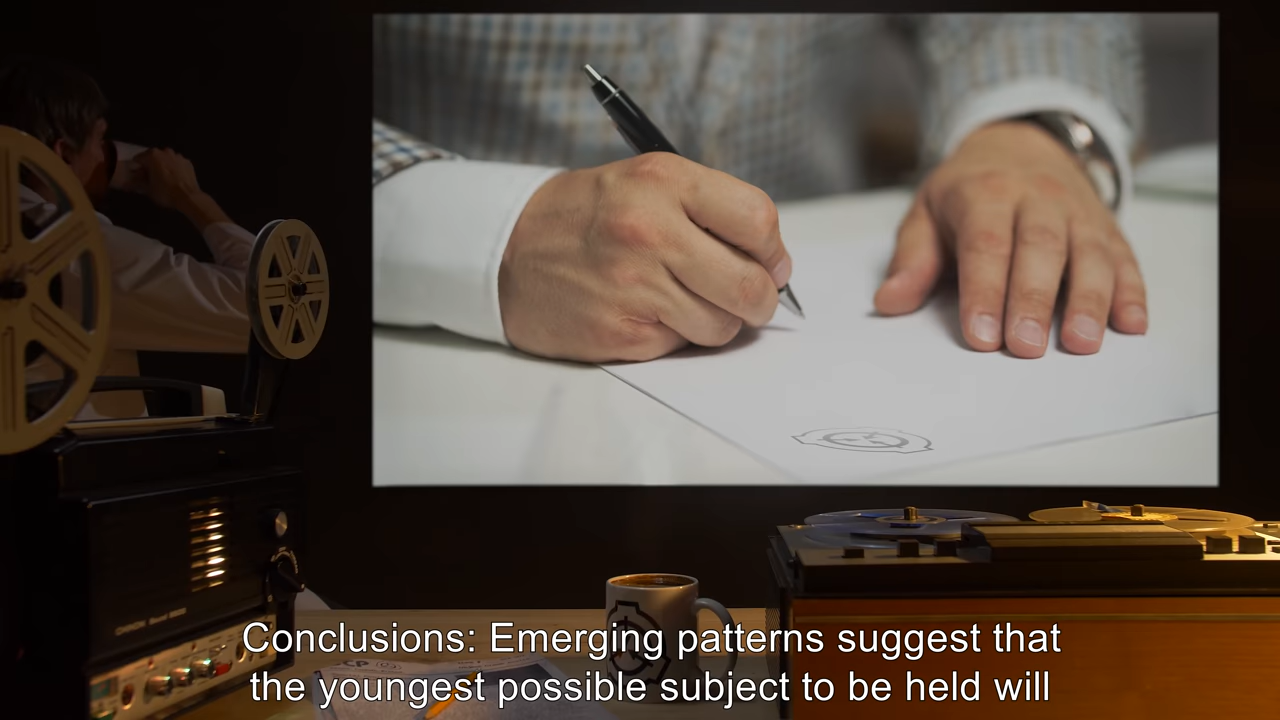 Conclusions: Emerging patterns suggest that
the youngest possible subject to be held will